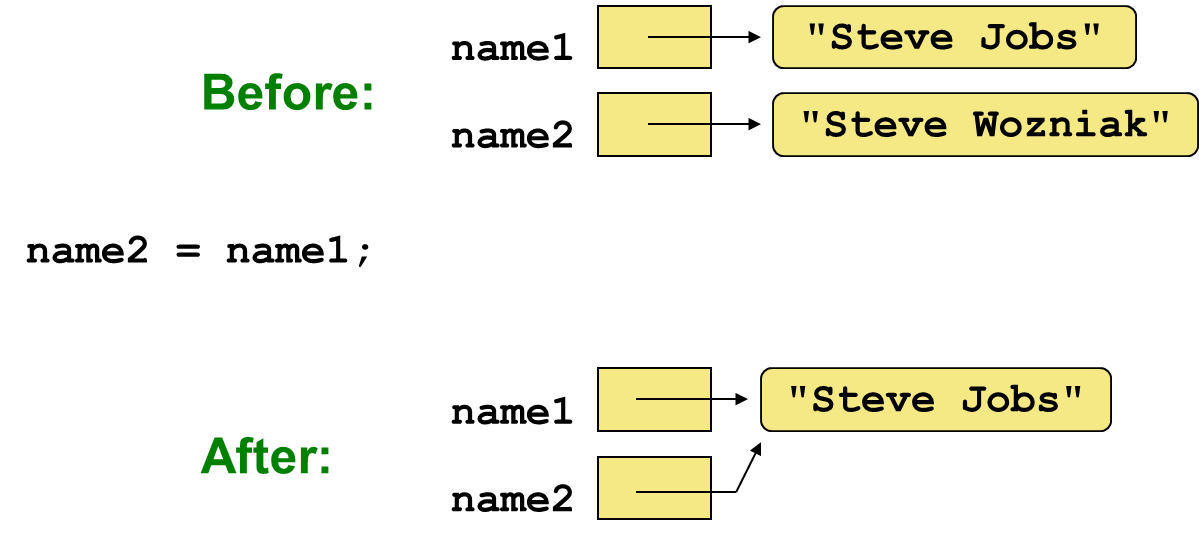 name1 "Steve Jobs"
Before:
name2 "Steve Wozniak"
name2 = name1;
name1 "Steve Jobs"
After:
name2